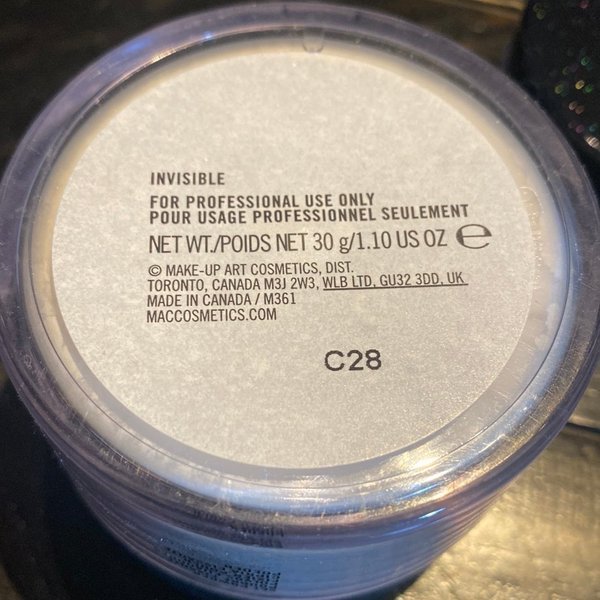 INVISIBLE
FOR PROFESSIONAL USE ONLY
POUR USAGE PROFESSIONNEL SEULEMENT
NET WT./POIDS NET 30 g/1.10 US OZ ℮
© MAKE-UP ART COSMETICS, DIST.
TORONTO, CANADA M3J 2W3, WLB LTD, GU32 3DD, UK
MADE IN CANADA / M361
MACCOSMETICS.COM
C28